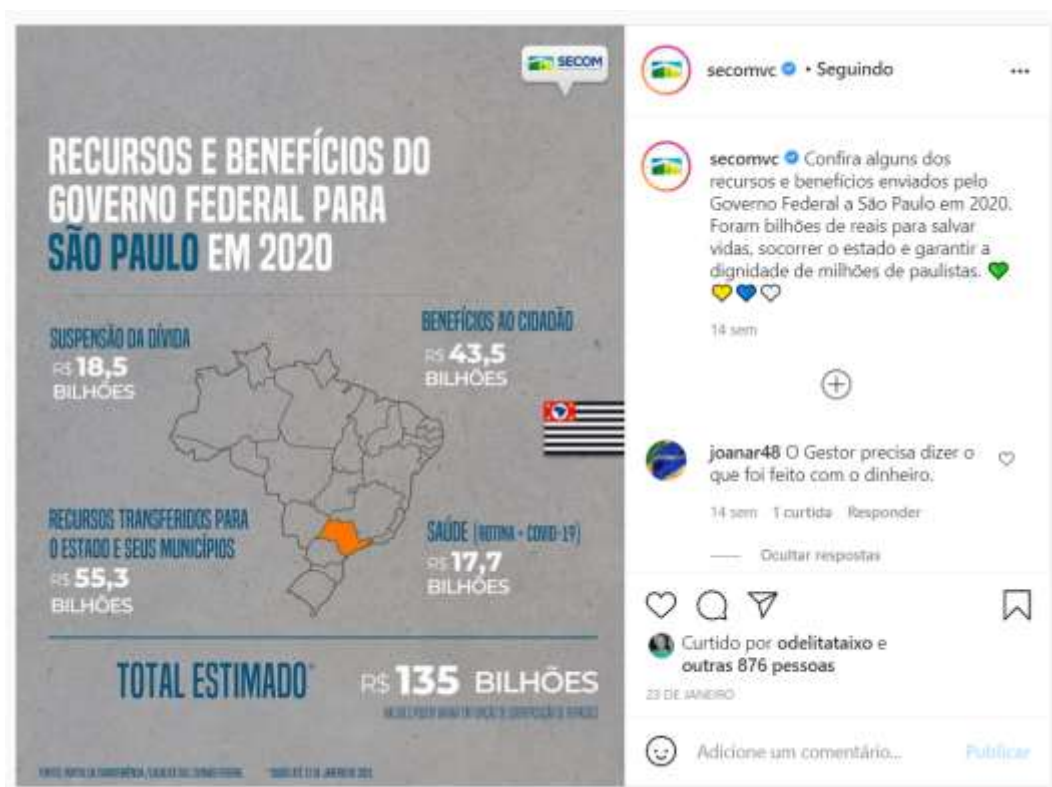 SECOM
RECURSOS E BENEFÍCIOS DO
GOVERNO FEDERAL PARA
SÃO PAULO EM 2020
SUSPENSÃO DA DÍVIDA
R$ 18,5
BILHÕES
BENEFÍCIOS AO CIDADÃO
R$ 43,5
BILHÕES
RECURSOS TRANSFERIDOS PARA
O ESTADO E SEUS MUNICÍPIOS
R$ 55,3
BILHÕES
SAÚDE (ROTINA + COVID-19)
R$ 17,7
BILHÕES
TOTAL ESTIMADO*
R$ 135 BILHÕES
secomvc • Seguindo
secomvc Confira alguns dos
recursos e benefícios enviados pelo
Governo Federal a São Paulo em 2020.
Foram bilhões de reais para salvar
vidas, socorrer o estado e garantir a
dignidade de milhões de paulistas.
14 sem
joanar48 O Gestor precisa dizer o
que foi feito com o dinheiro.
14 sem 1 curtida Responder
Ocultar respostas
Curtido por odelitataixo e
outras 876 pessoas
23 DE JANEIRO
Adicione um comentário... Publicar